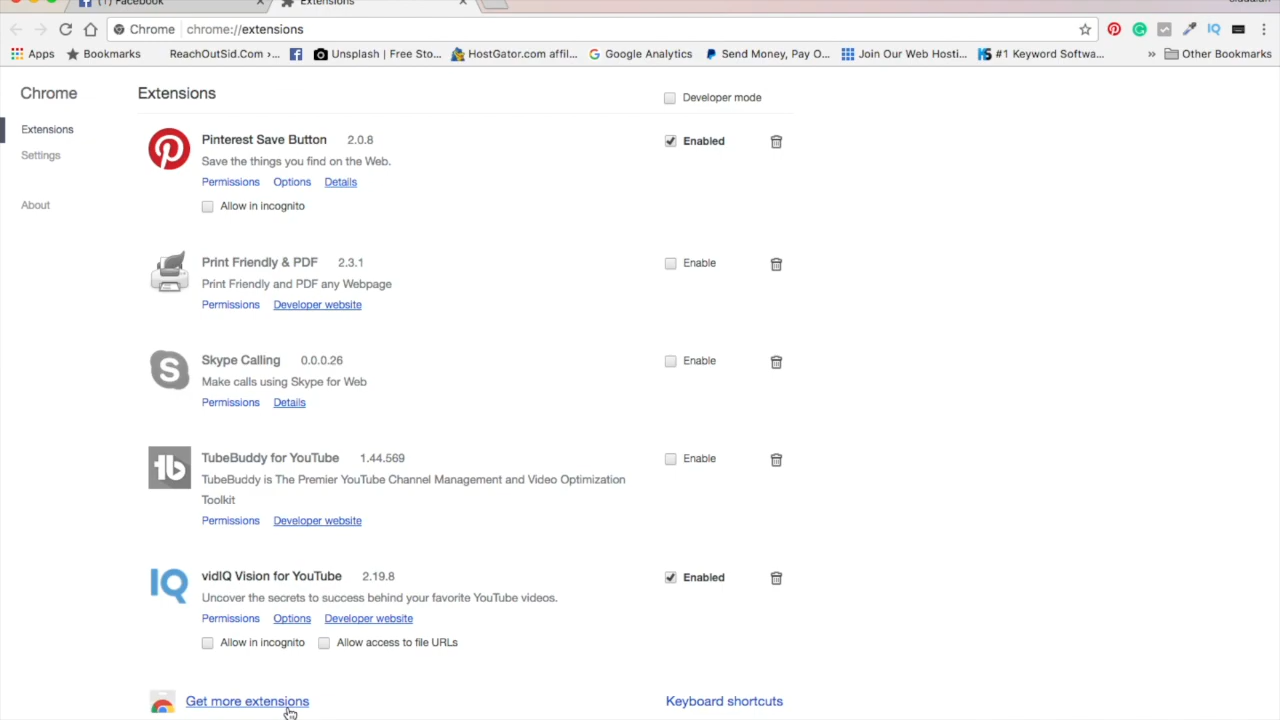 (1) Facebook
Extensions
Chrome
chrome://extensions
Apps
Bookmarks
ReachOutSid.Com ›...
Unsplash | Free Sto...
HostGator.com affil...
Google Analytics
Send Money, Pay O...
Join Our Web Hosti...
#1 Keyword Softwa...
»
Other Bookmarks
Chrome
Extensions
Settings
About
Extensions
Developer mode
Pinterest Save Button 2.0.8
Enabled
Save the things you find on the Web.
Permissions Options Details
Allow in incognito
Print Friendly & PDF 2.3.1
Enable
Print Friendly and PDF any Webpage
Permissions Developer website
Skype Calling 0.0.0.26
Enable
Make calls using Skype for Web
Permissions Details
TubeBuddy for YouTube 1.44.569
Enable
TubeBuddy is The Premier YouTube Channel Management and Video Optimization
Toolkit
Permissions Developer website
IQ
vidIQ Vision for YouTube 2.19.8
Enabled
Uncover the secrets to success behind your favorite YouTube videos.
Permissions Options Developer website
Allow in incognito Allow access to file URLs
Get more extensions
Keyboard shortcuts